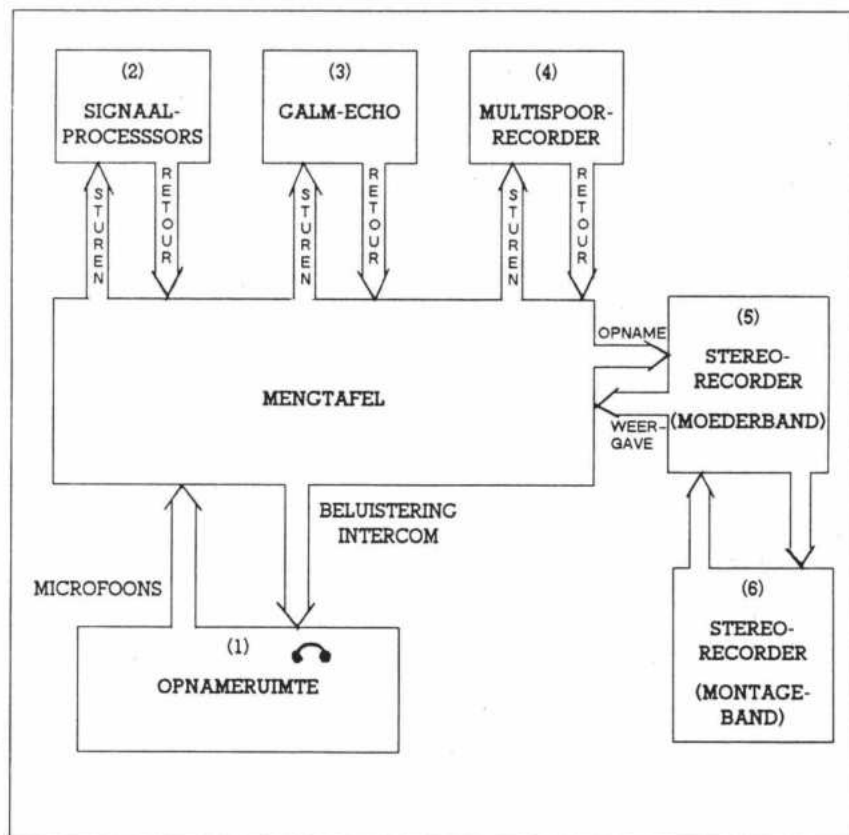 (2)
SIGNAAL-
PROCESSSORS
(3)
GALM-ECHO
(4)
MULTISPOOR-
RECORDER
STUREN
RETOUR
STUREN
RETOUR
STUREN
RETOUR
MENGTAFEL
OPNAME
WEER-
GAVE
(5)
STEREO-
RECORDER
(MOEDERBAND)
BELUISTERING
INTERCOM
MICROFOONS
(1)
OPNAMERUIMTE
(6)
STEREO-
RECORDER
(MONTAGE-
BAND)